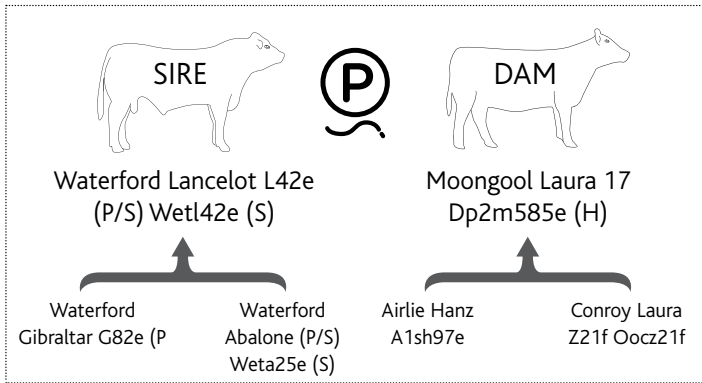 SIRE
P
DAM
Waterford Lancelot L42e
(P/S) Wetl42e (S)
Moongool Laura 17
Dp2m585e (H)
Waterford
Gibraltar G82e (P
Waterford
Abalone (P/S)
Weta25e (S)
Airlie Hanz
A1sh97e
Conroy Laura
Z21f Oocz21f